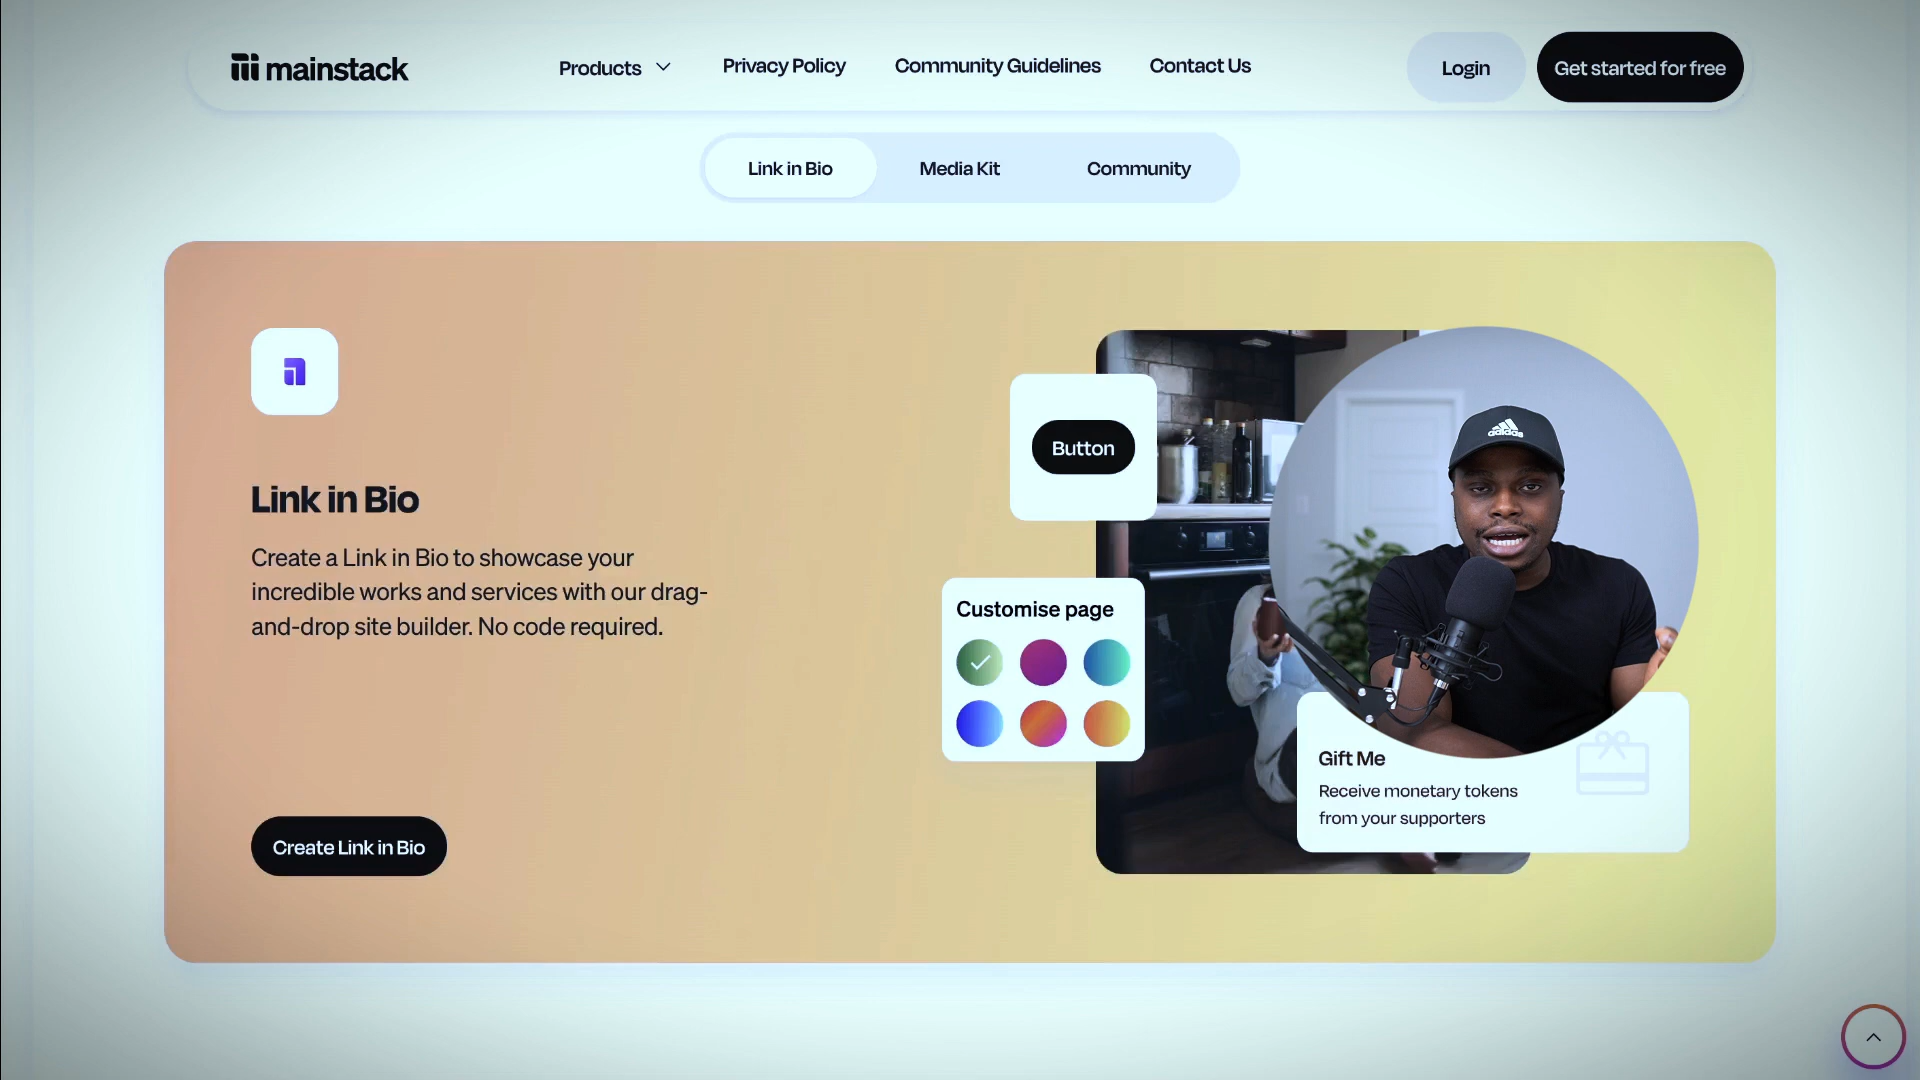 mainstack
Products
Privacy Policy
Community Guidelines
Contact Us
Login
Get started for free
Link in Bio
Media Kit
Community
Link in Bio
Create a Link in Bio to showcase your
incredible works and services with our drag-
and-drop site builder. No code required.
Create Link in Bio
Button
adidas
Customise page
Gift Me
Receive monetary tokens
from your supporters